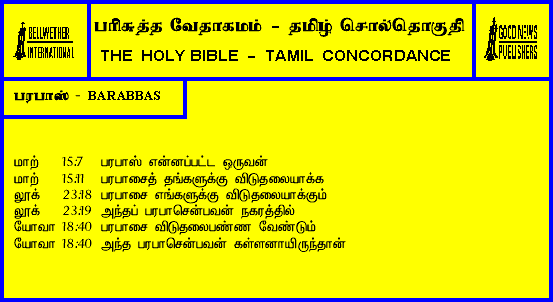 BELLWETHER
INTERNATIONAL
பரிசுத்த வேதாகமம் - தமிழ் சொல்தொகுதி
THE HOLY BIBLE - TAMIL CONCORDANCE
GOOD NEWS
PUBLISHERS
பரபாஸ் - BARABBAS
மாற் 15:7 பரபாஸ் என்னப்பட்ட ஒருவன்
மாற் 15:11 பரபாசைத் தங்களுக்கு விடுதலையாக்க
லூக் 23:18 பரபாசை எங்களுக்கு விடுதலையாக்கும்
லூக் 23:19 அந்தப் பரபாசென்பவன் நகரத்தில்
யோவா 18:40 பரபாசை விடுதலைபண்ண வேண்டும்
யோவா 18:40 அந்த பரபாசென்பவன் கள்ளனாயிருந்தான்